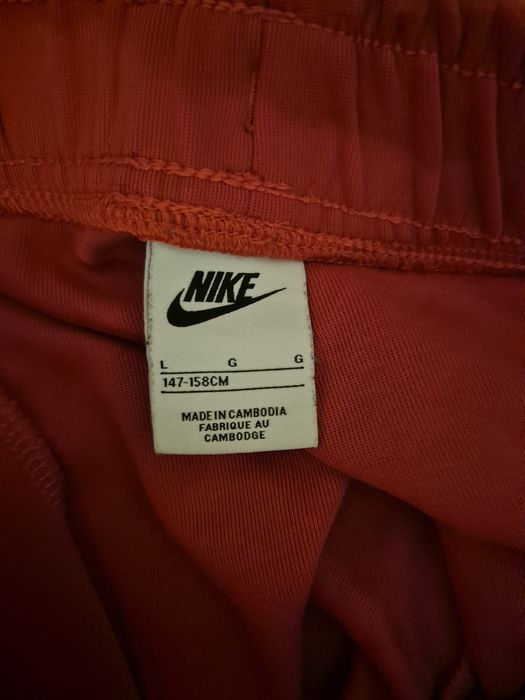 NIKE
L G G
147-158CM
MADE IN CAMBODIA
FABRIQUE AU
CAMBODGE